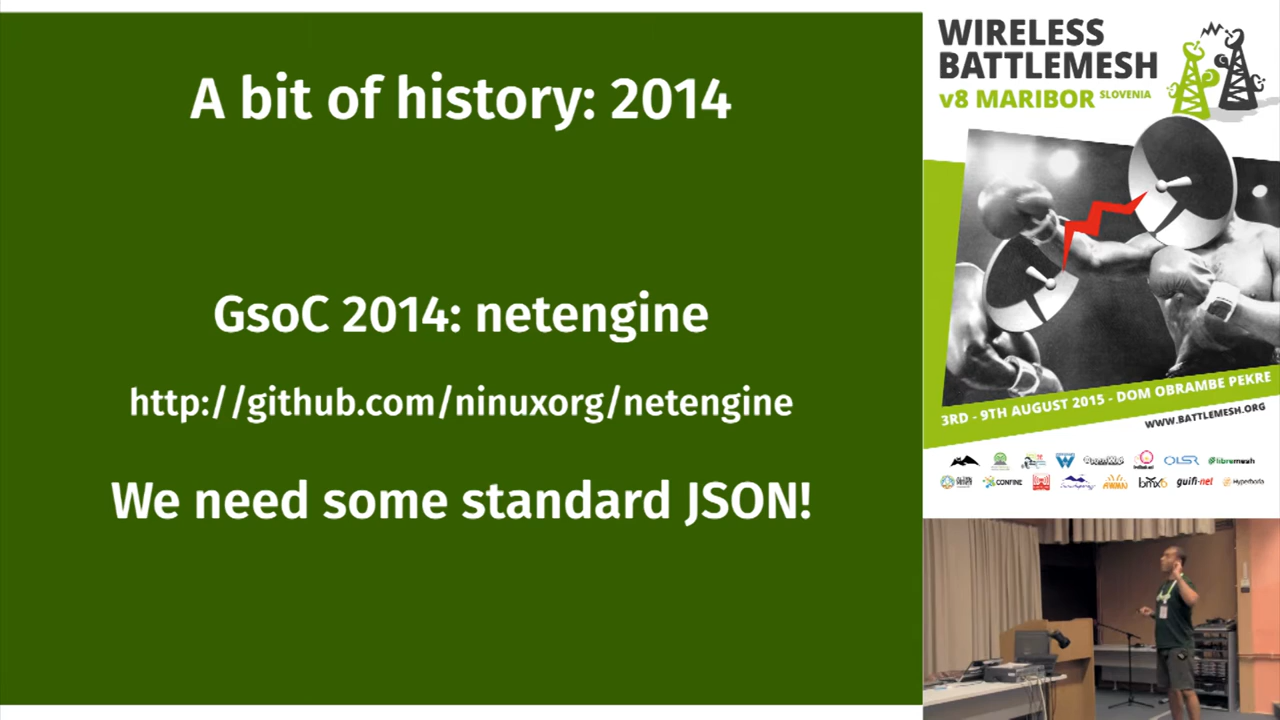 A bit of history: 2014
GsoC 2014: netengine
http://github.com/ninuxorg/netengine
We need some standard JSON!
WIRELESS
BATTLEMESH
v8 MARIBOR SLOVENIA
3RD - 9TH AUGUST 2015 - DOM OBRAMBE PEKRE
WWW.BATTLEMESH.ORG
OLSR libremesh
CONFINE bmx6 guifi·net Hyperboria